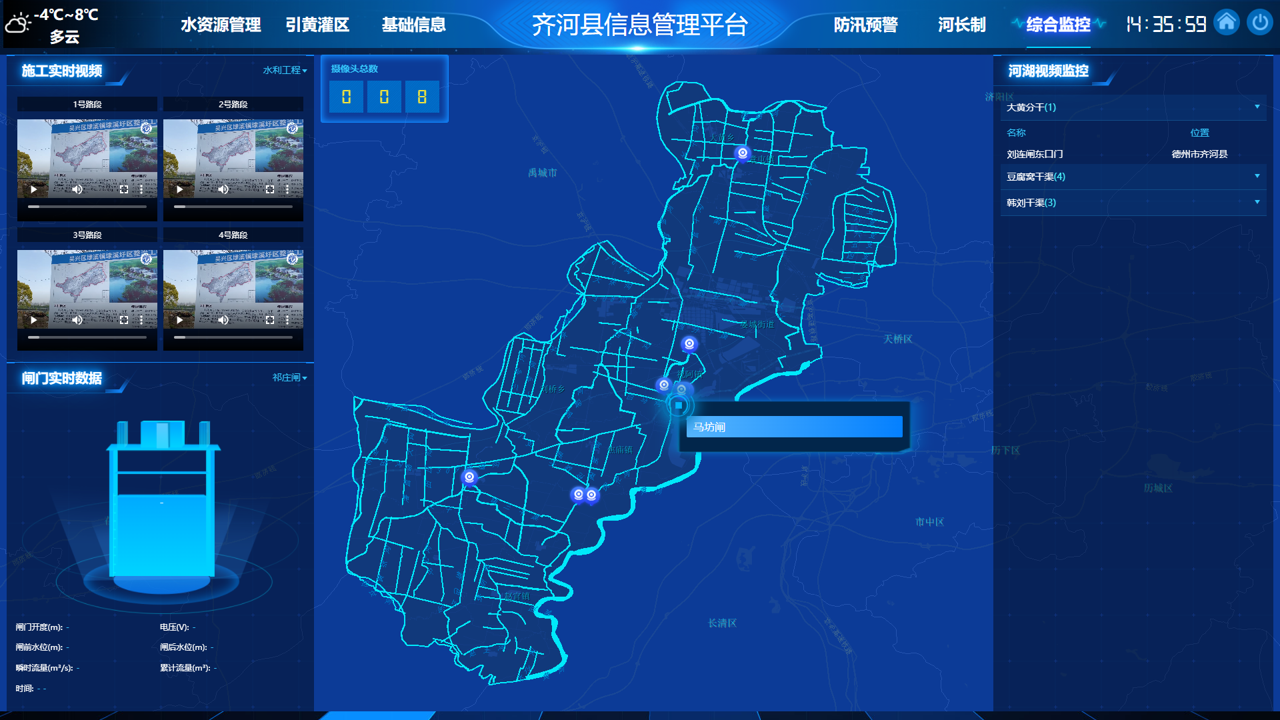 -4℃~8℃
多云
水资源管理
引黄灌区
基础信息
齐河县信息管理平台
防汛预警
河长制
综合监控
14:35:59
施工实时视频
水利工程
1号路段
2号路段
3号路段
4号路段
闸门实时数据
祁庄闸
闸门开度(m): -
电压(V): -
闸前水位(m): -
闸后水位(m): -
瞬时流量(m³/s): -
累计流量(m³): -
时间: - -
摄像头总数
0 0 8
禹城市
天桥区
马坊闸
历下区
历城区
市中区
长清区
河湖视频监控
济阳区
大黄分干(1)
名称
位置
刘连闸东口门
德州市齐河县
豆腐窝干渠(4)
韩刘干渠(3)